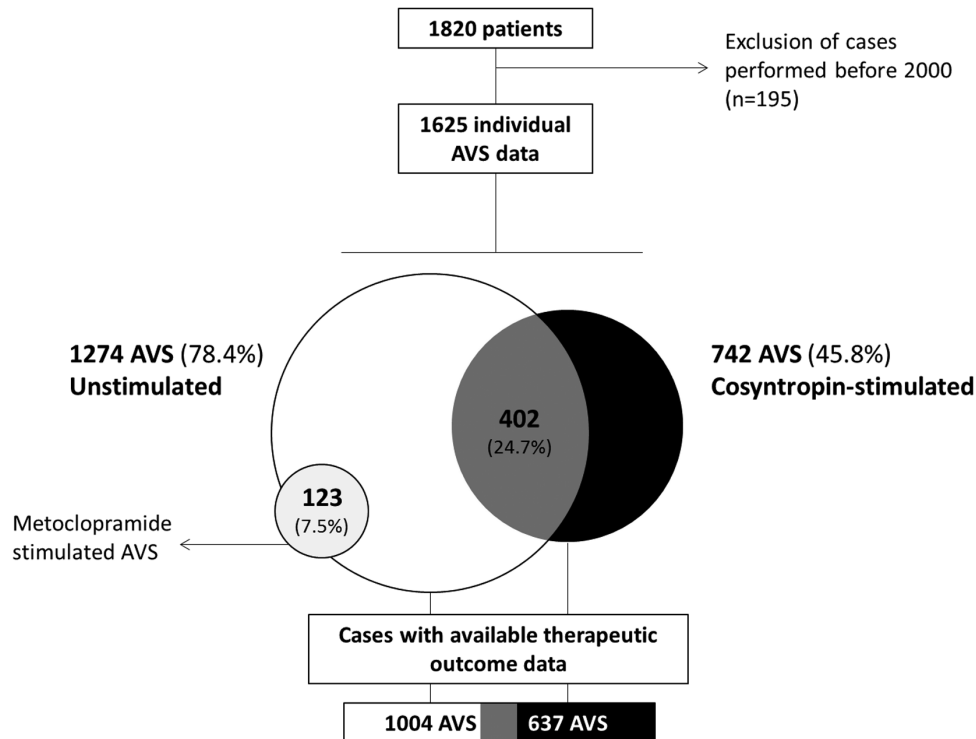 1820 patients
Exclusion of cases
performed before 2000
(n=195)
1625 individual
AVS data
1274 AVS (78.4%)
Unstimulated
742 AVS (45.8%)
Cosyntropin-stimulated
402
(24.7%)
123
(7.5%)
Metoclopramide
stimulated AVS
Cases with available therapeutic
outcome data
1004 AVS
637 AVS